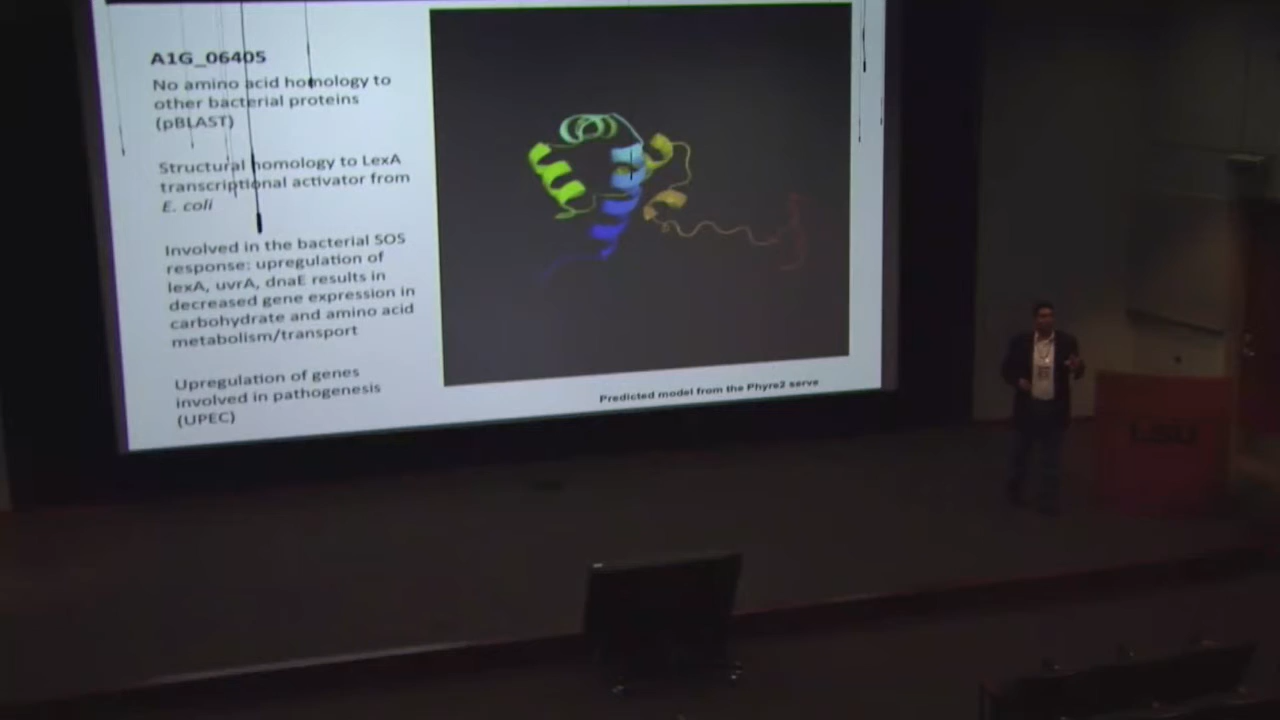 A1G_06405
No amino acid homology to
other bacterial proteins
(pBLAST)
Structural homology to LexA
transcriptional activator from
E. coli
Involved in the bacterial SOS
response: upregulation of
lexA, uvrA, dnaE results in
decreased gene expression in
carbohydrate and amino acid
metabolism/transport
Upregulation of genes
involved in pathogenesis
(UPEC)
Predicted model from the Phyre2 serve
LSU